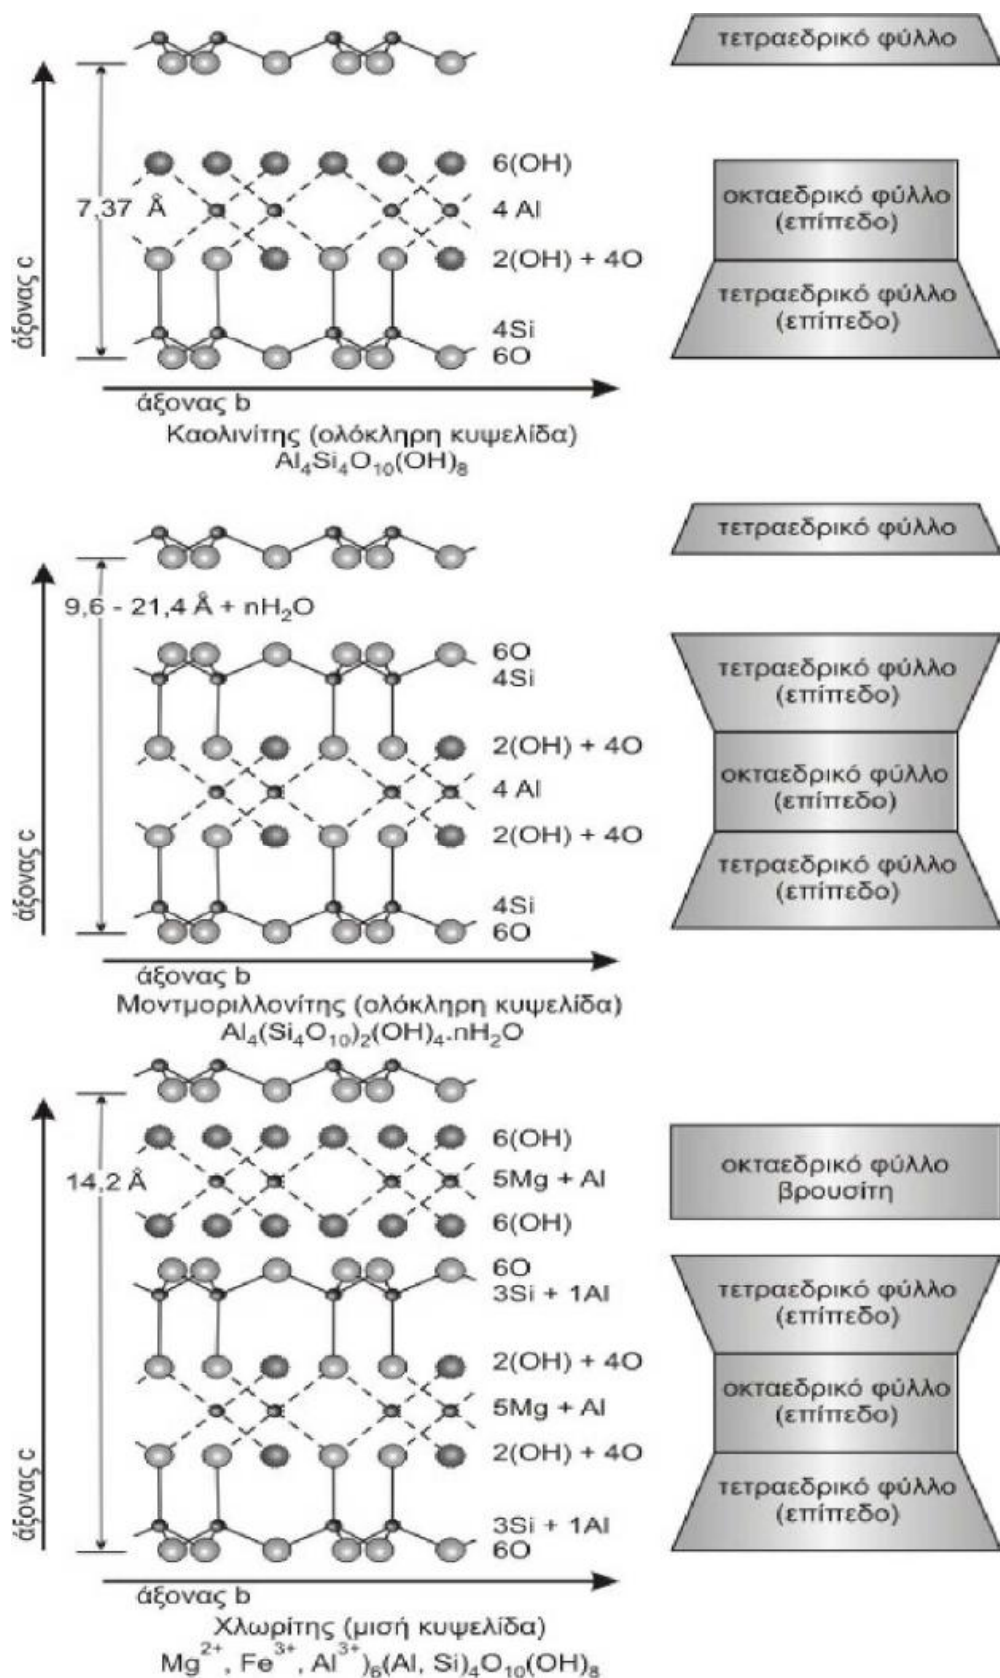 τετραεδρικό φύλλο
6(OH)
7,37 Å
4 Al
2(OH) + 4O
4Si
6O
άξονας c
οκταεδρικό φύλλο
(επίπεδο)
τετραεδρικό φύλλο
(επίπεδο)
άξονας b
Καολινίτης (ολόκληρη κυψελίδα)
Al₄Si₄O₁₀(OH)₈
τετραεδρικό φύλλο
9,6 - 21,4 Å + nH₂O
6O
4Si
2(OH) + 4O
4 Al
2(OH) + 4O
4Si
6O
άξονας c
τετραεδρικό φύλλο
(επίπεδο)
οκταεδρικό φύλλο
(επίπεδο)
τετραεδρικό φύλλο
(επίπεδο)
άξονας b
Μοντμοριλλονίτης (ολόκληρη κυψελίδα)
Al₄(Si₄O₁₀)₂(OH)₄.nH₂O
6(OH)
14,2 Å
5Mg + Al
6(OH)
6O
3Si + 1Al
2(OH) + 4O
5Mg + Al
2(OH) + 4O
3Si + 1Al
6O
άξονας c
οκταεδρικό φύλλο
βρουσίτη
τετραεδρικό φύλλο
(επίπεδο)
οκταεδρικό φύλλο
(επίπεδο)
τετραεδρικό φύλλο
(επίπεδο)
άξονας b
Χλωρίτης (μισή κυψελίδα)
Mg²⁺, Fe³⁺, Al³⁺)₆(Al, Si)₄O₁₀(OH)₈